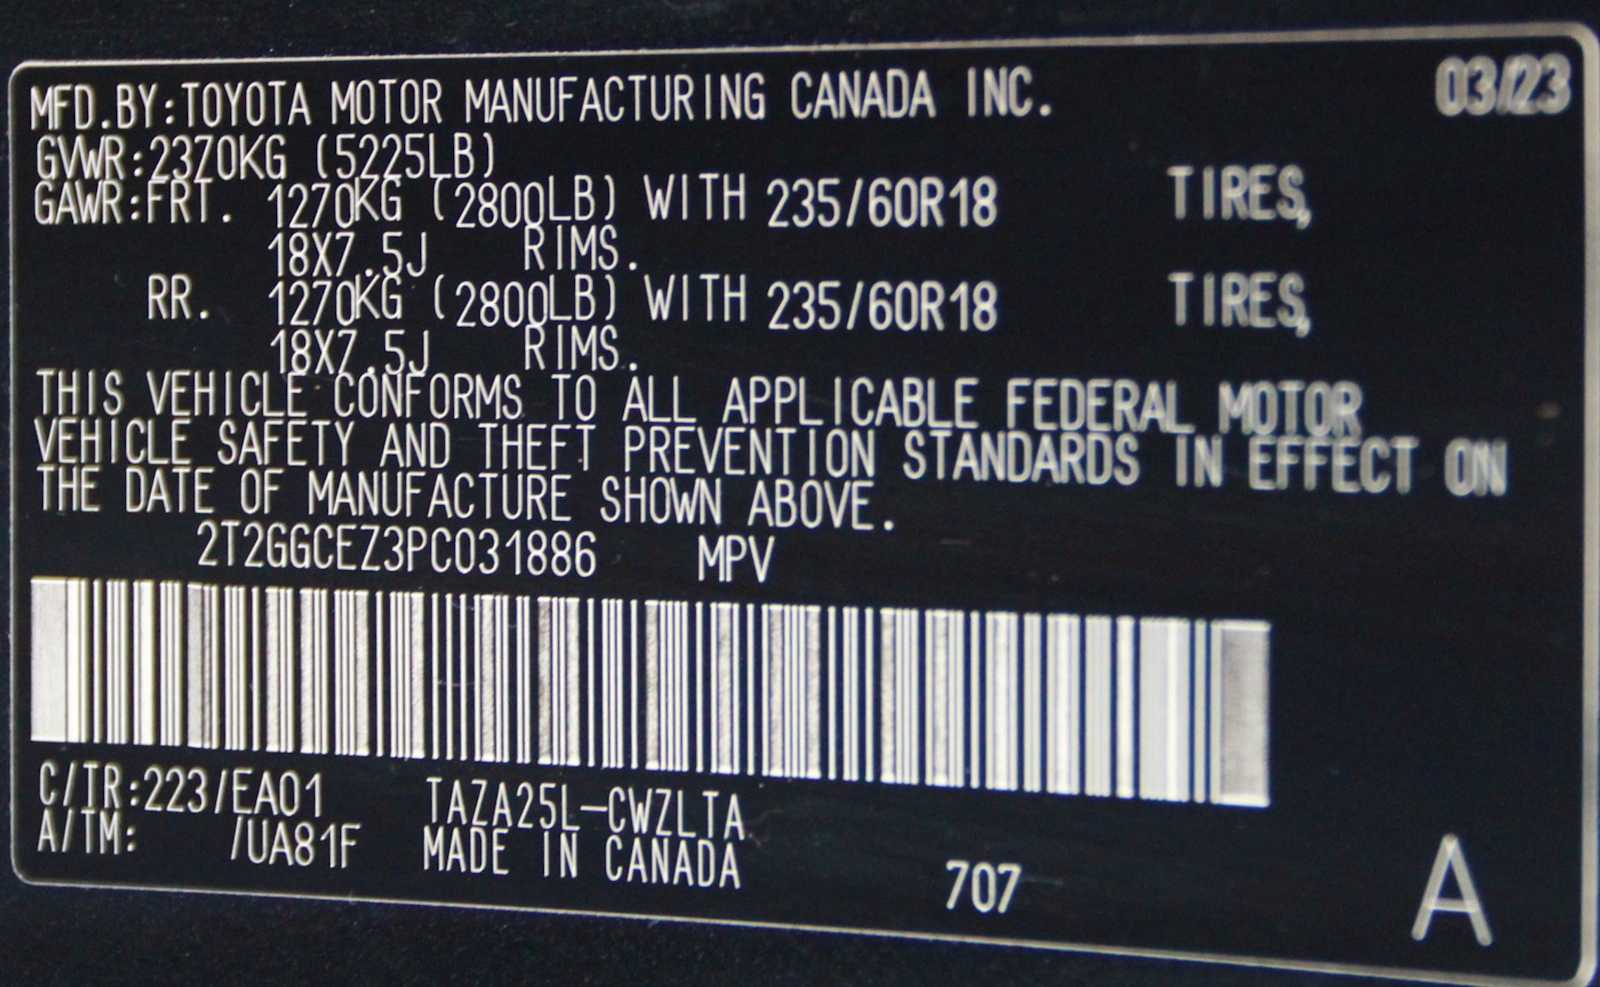 MFD.BY:TOYOTA MOTOR MANUFACTURING CANADA INC. 03/23
GVWR:2370KG (5225LB)
GAWR:FRT. 1270KG (2800LB) WITH 235/60R18 TIRES,
18X7.5J RIMS.
RR. 1270KG (2800LB) WITH 235/60R18 TIRES,
18X7.5J RIMS.
THIS VEHICLE CONFORMS TO ALL APPLICABLE FEDERAL MOTOR
VEHICLE SAFETY AND THEFT PREVENTION STANDARDS IN EFFECT ON
THE DATE OF MANUFACTURE SHOWN ABOVE.
2T2GGCEZ3PC031886 MPV
C/TR:223/EA01 TAZA25L-CWZLTA
A/TM: /UA81F MADE IN CANADA
707 A